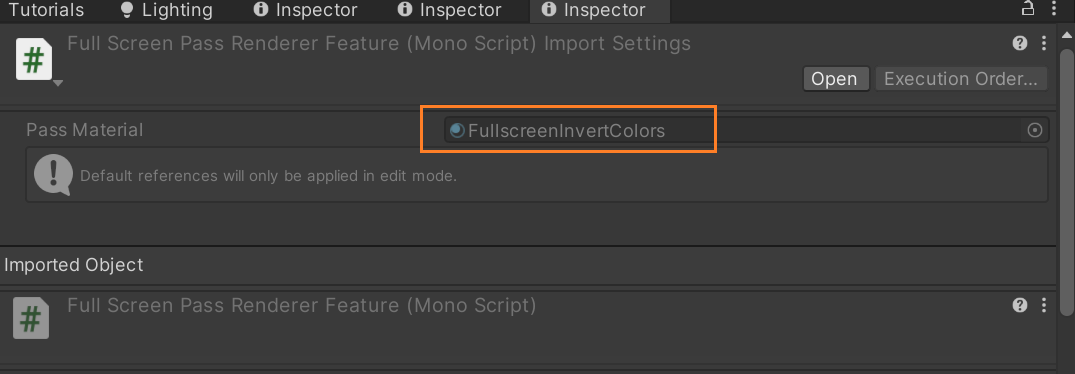 Tutorials Lighting Inspector Inspector Inspector
Full Screen Pass Renderer Feature (Mono Script) Import Settings
Open Execution Order...
Pass Material FullscreenInvertColors
Default references will only be applied in edit mode.
Imported Object
Full Screen Pass Renderer Feature (Mono Script)